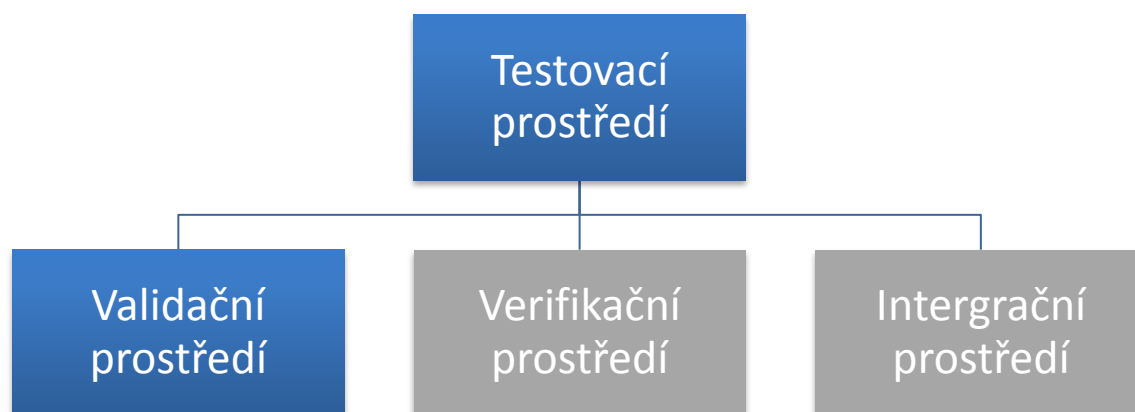 Testovací
prostředí
Validační
prostředí
Verifikační
prostředí
Intergrační
prostředí